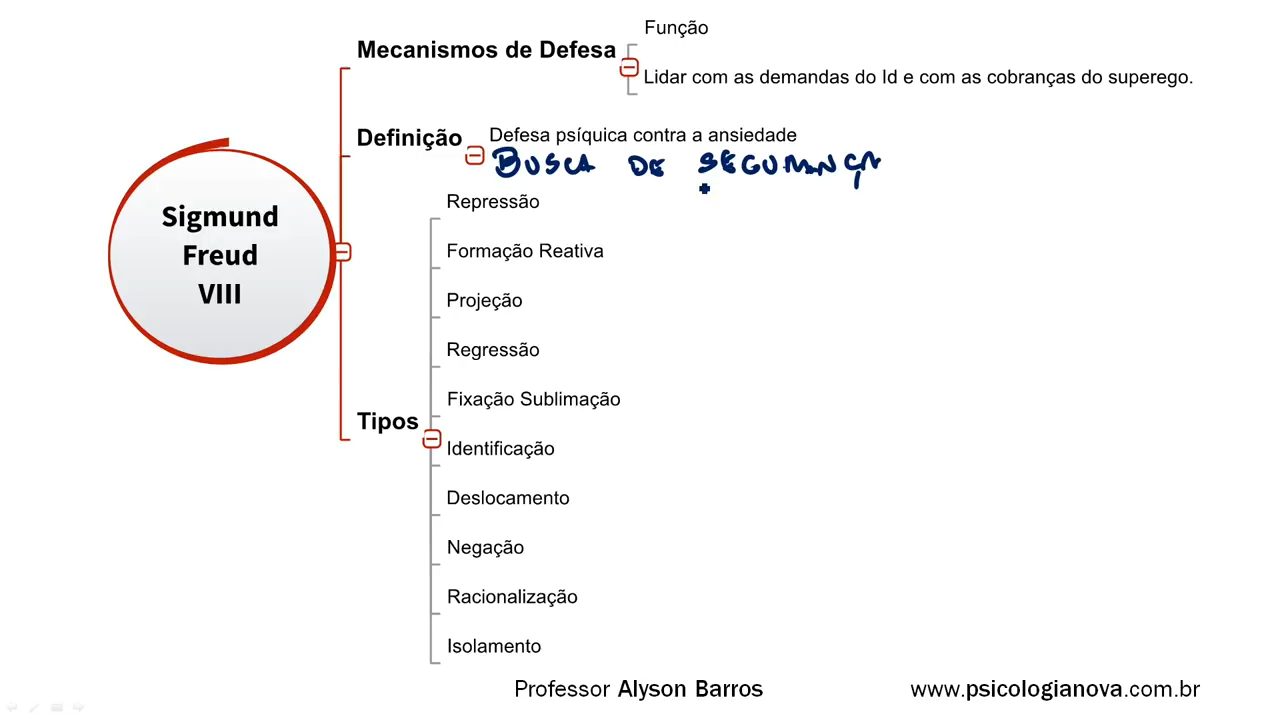 Função
Mecanismos de Defesa
Lidar com as demandas do Id e com as cobranças do superego.
Definição
Defesa psíquica contra a ansiedade
BUSCA DE SEGURANÇA
Sigmund
Freud
VIII
Tipos
Repressão
Formação Reativa
Projeção
Regressão
Fixação Sublimação
Identificação
Deslocamento
Negação
Racionalização
Isolamento
Professor Alyson Barros
www.psicologianova.com.br